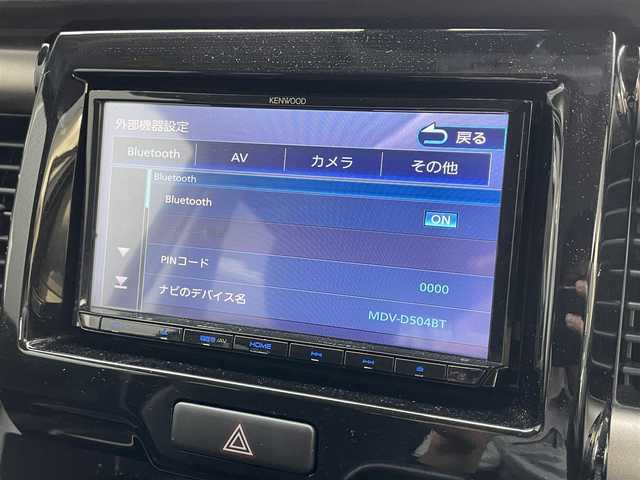 KENWOOD
外部機器設定
戻る
Bluetooth AV カメラ その他
Bluetooth
Bluetooth
ON
PINコード 0000
ナビのデバイス名 MDV-D504BT
/AV HOME